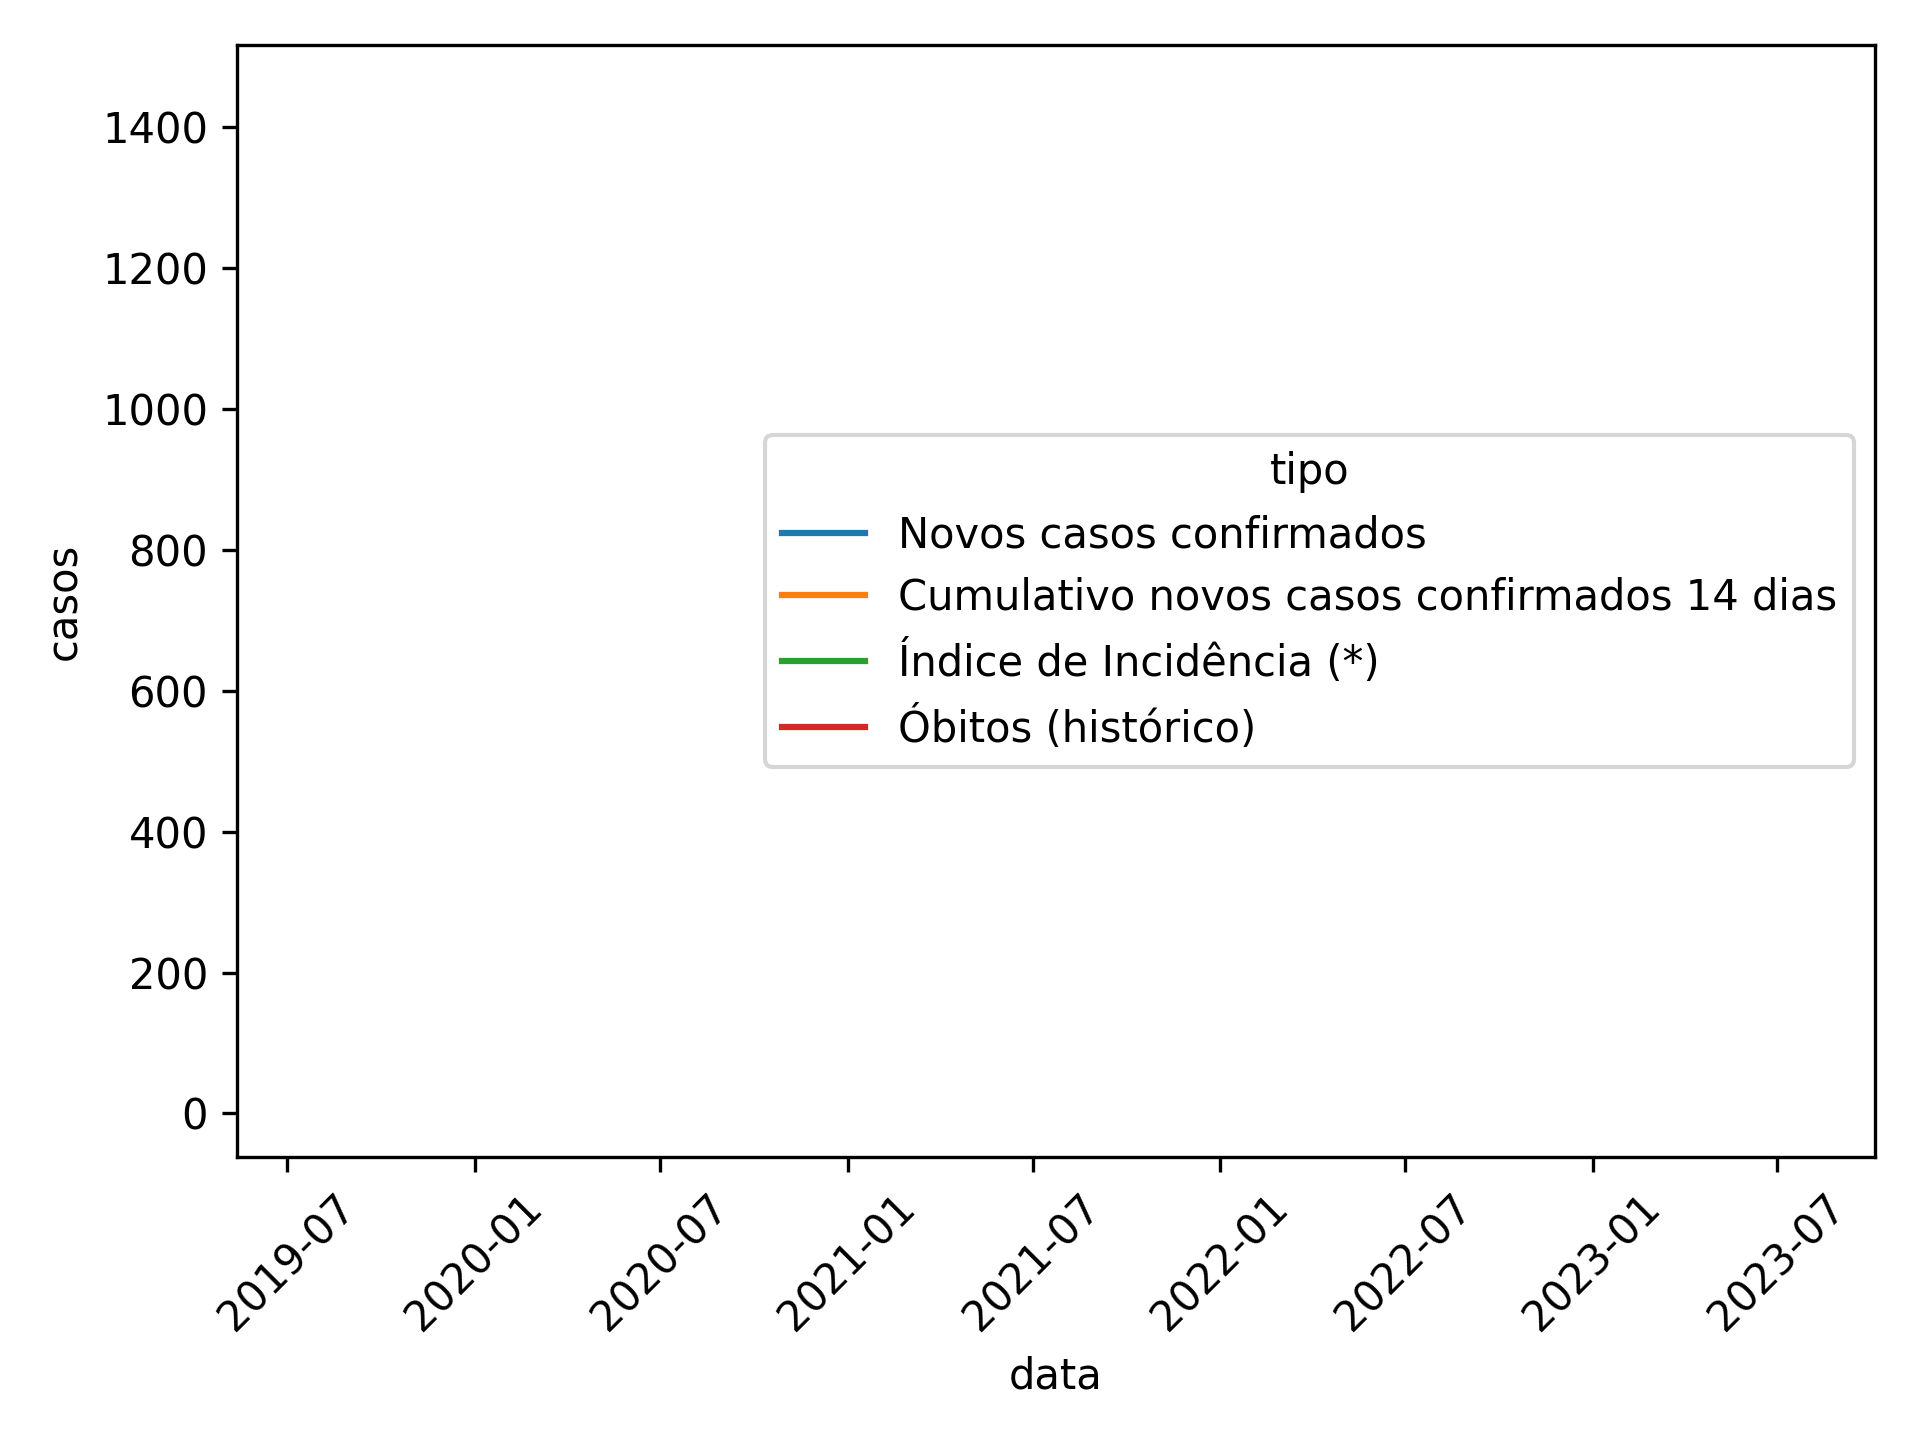 1400
1200
1000
800
600
400
200
0
casos
tipo
Novos casos confirmados
Cumulativo novos casos confirmados 14 dias
Índice de Incidência (*)
Óbitos (histórico)
2019-07
2020-01
2020-07
2021-01
2021-07
2022-01
2022-07
2023-01
2023-07
data